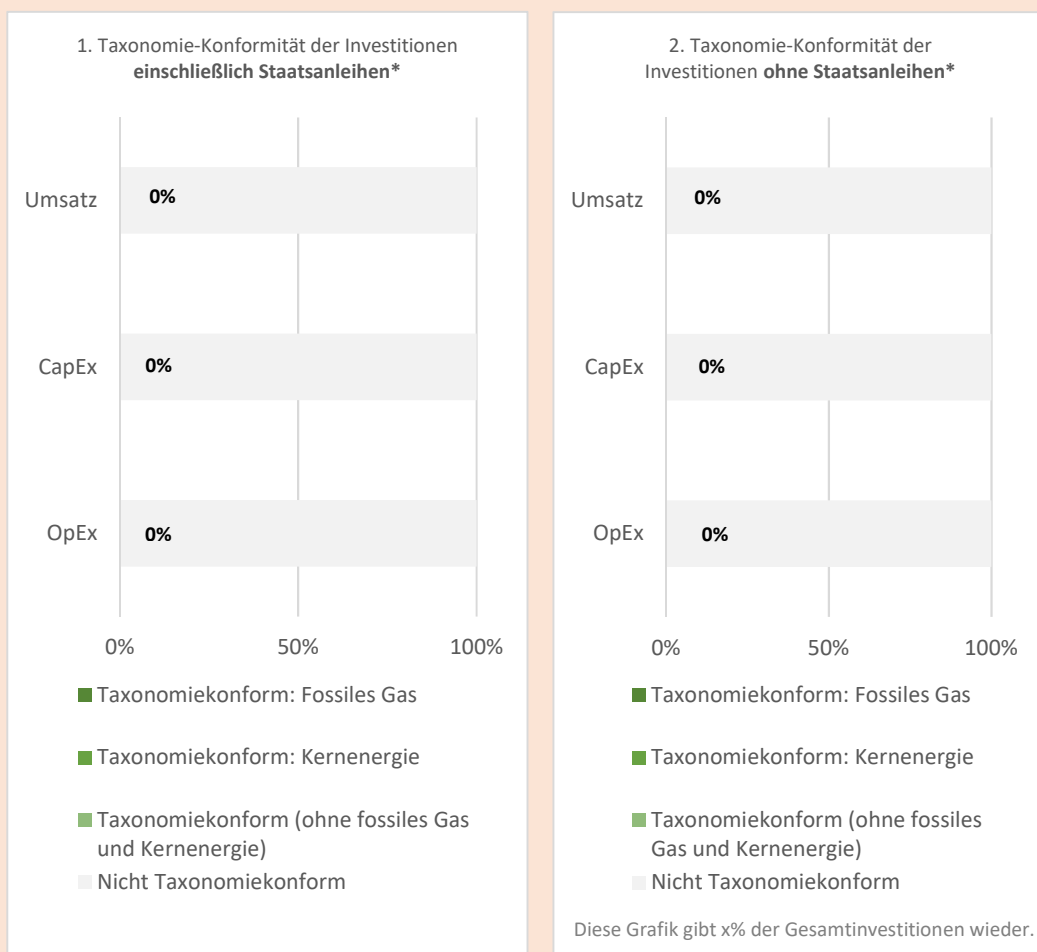 1. Taxonomie-Konformität der Investitionen
einschließlich Staatsanleihen*
Umsatz
0%
CapEx
0%
OpEx
0%
0%
50%
100%
Taxonomiekonform: Fossiles Gas
Taxonomiekonform: Kernenergie
Taxonomiekonform (ohne fossiles Gas
und Kernenergie)
Nicht Taxonomiekonform
2. Taxonomie-Konformität der
Investitionen ohne Staatsanleihen*
Umsatz
0%
CapEx
0%
OpEx
0%
0%
50%
100%
Taxonomiekonform: Fossiles Gas
Taxonomiekonform: Kernenergie
Taxonomiekonform (ohne fossiles
Gas und Kernenergie)
Nicht Taxonomiekonform
Diese Grafik gibt x% der Gesamtinvestitionen wieder.